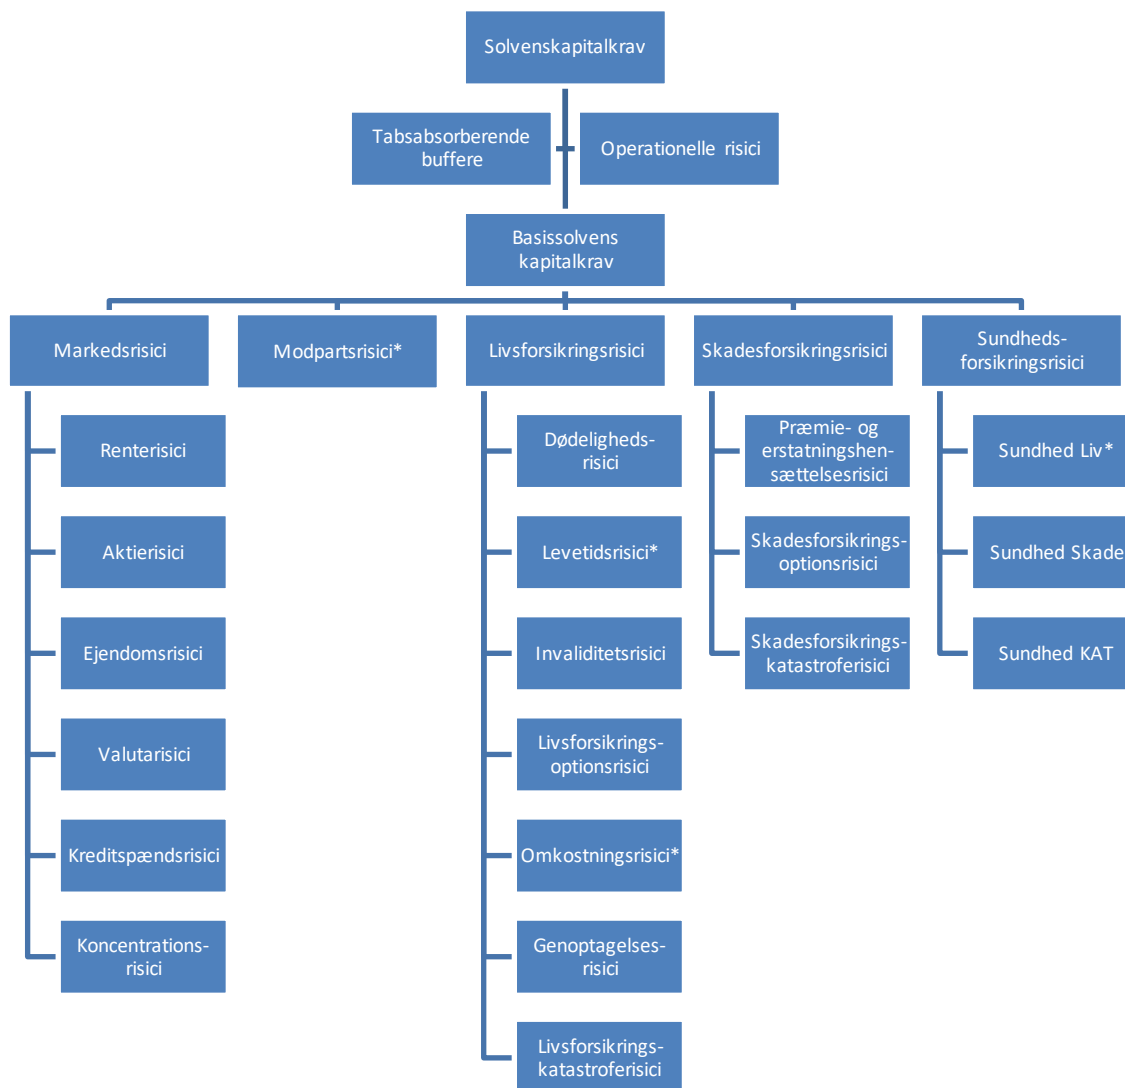 Solvenskapitalkrav
Tabsabsorberende
buffere
Operationelle risici
Basissolvens
kapitalkrav
Markedsrisici
Modpartsrisici*
Livsforsikringsrisici
Skadesforsikringsrisici
Sundheds-
forsikringsrisici
Renterisici
Aktierisici
Ejendomsrisici
Valutarisici
Kreditspændsrisici
Koncentrations-
risici
Dødeligheds-
risici
Levetidsrisici*
Invaliditetsrisici
Livsforsikrings-
optionsrisici
Omkostningsrisici*
Genoptagelses-
risici
Livsforsikrings-
katastroferisici
Præmie- og
erstatningshen-
sættelsesrisici
Skadesforsikrings-
optionsrisici
Skadesforsikrings-
katastroferisici
Sundhed Liv*
Sundhed Skade
Sundhed KAT